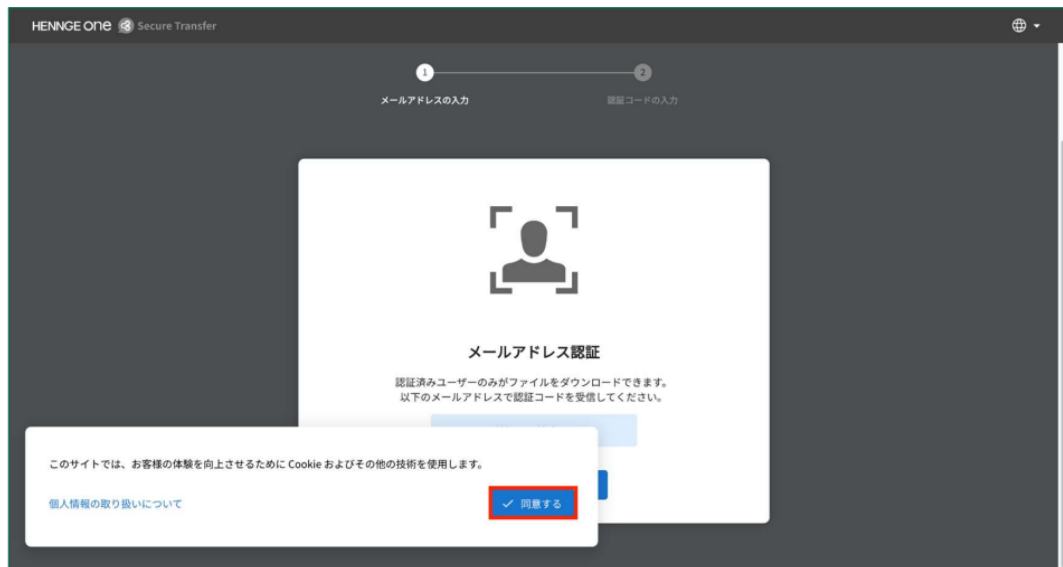 HENNGE one Secure Transfer
1
2
メールアドレスの入力
認証コードの入力
メールアドレス認証
認証済みユーザーのみがファイルをダウンロードできます。
以下のメールアドレスで認証コードを受信してください。
このサイトでは、お客様の体験を向上させるために Cookie およびその他の技術を使用します。
個人情報の取り扱いについて
同意する